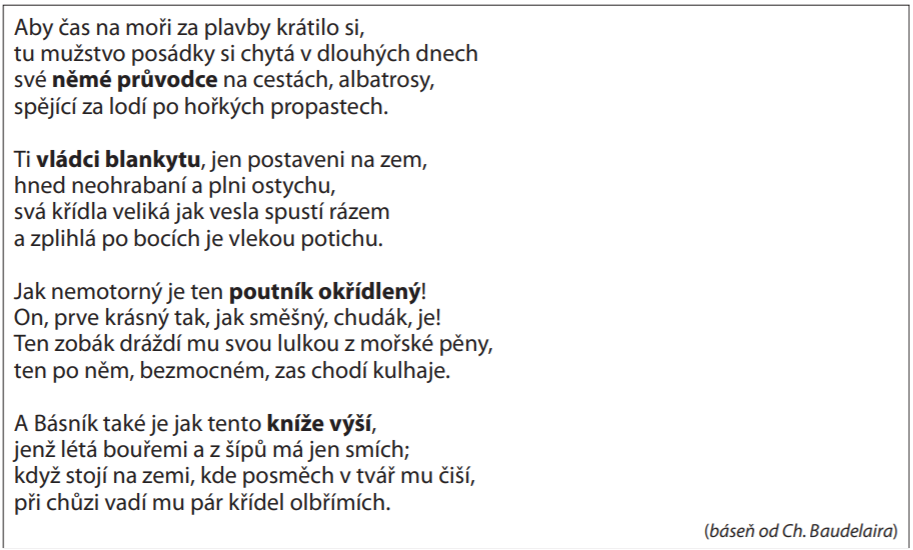 Aby čas na moři za plavby krátilo si,
tu mužstvo posádky si chytá v dlouhých dnech
své němé průvodce na cestách, albatrosy,
spějící za lodí po hořkých propastech.
Ti vládci blankytu, jen postaveni na zem,
hned neohrabaní a plni ostychu,
svá křídla veliká jak vesla spustí rázem
a zplihlá po bocích je vlekou potichu.
Jak nemotorný je ten poutník okřídlený!
On, prve krásný tak, jak směšný, chudák, je!
Ten zobák dráždí mu svou lulkou z mořské pěny,
ten po něm, bezmocném, zas chodí kulhaje.
A Básník také je jak tento kníže výší,
jenž létá bouřemi a z šípů má jen smích;
když stojí na zemi, kde posměch v tvář mu čiší,
při chůzi vadí mu pár křídel olbřímích.
(báseň od Ch. Baudelaira)